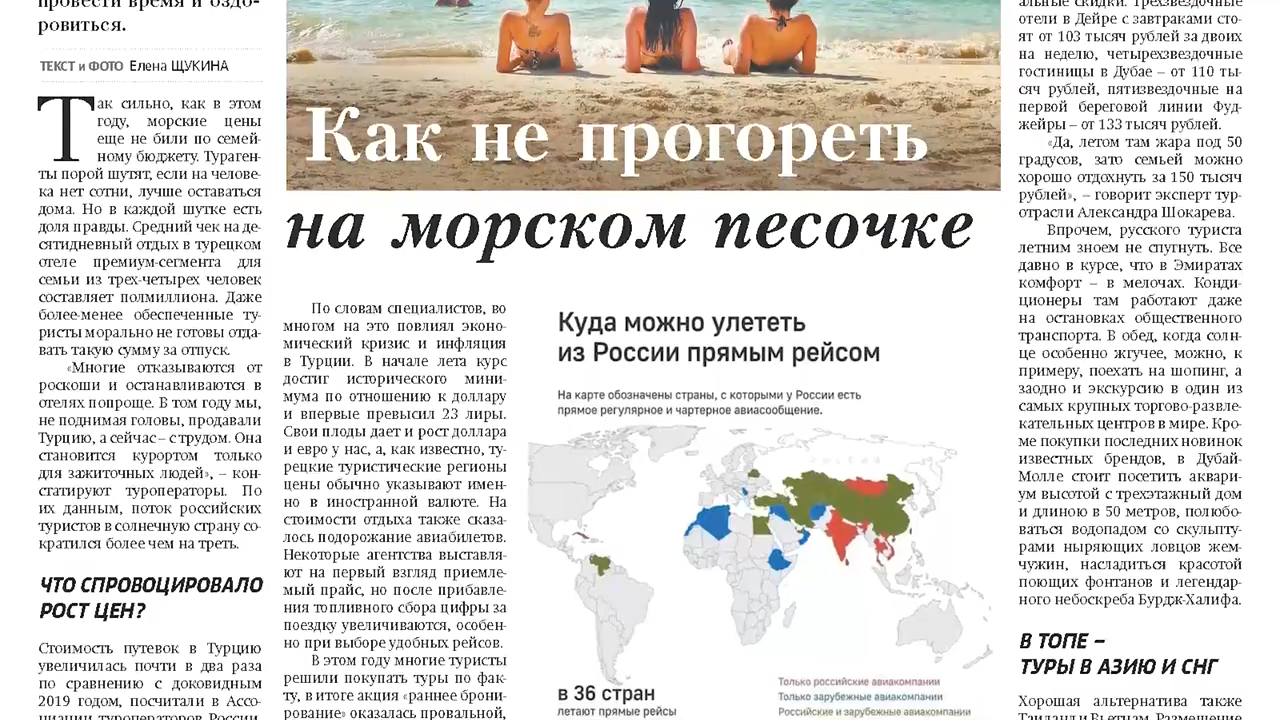 провести время и оздо-
ровиться.
ТЕКСТ и ФОТО Елена ЩУКИНА
Так сильно, как в этом
году, морские цены
еще не били по семей-
ному бюджету. Тураген-
ты порой шутят, если на челове-
ка нет сотни, лучше оставаться
дома. Но в каждой шутке есть
доля правды. Средний чек на де-
сятидневный отдых в турецком
отеле премиум-сегмента для
семьи из трех-четырех человек
составляет полмиллиона. Даже
более-менее обеспеченные ту-
ристы морально не готовы отда-
вать такую сумму за отпуск.
«Многие отказываются от
роскоши и останавливаются в
отелях попроще. В том году мы,
не поднимая головы, продавали
Турцию, а сейчас – с трудом. Она
становится курортом только
для зажиточных людей», – кон-
статируют туроператоры. По
их данным, поток российских
туристов в солнечную страну со-
кратился более чем на треть.
ЧТО СПРОВОЦИРОВАЛО
РОСТ ЦЕН?
Стоимость путевок в Турцию
увеличилась почти в два раза
по сравнению с доковидным
2019 годом, посчитали в Ассо-
циации туроператоров России.
Как не прогореть
на морском песочке
По словам специалистов, во
многом на это повлиял эконо-
мический кризис и инфляция
в Турции. В начале лета курс
достиг исторического мини-
мума по отношению к доллару
и впервые превысил 23 лиры.
Свои плоды дает и рост доллара
и евро у нас, а, как известно, ту-
рецкие туристические регионы
цены обычно указывают имен-
но в иностранной валюте. На
стоимости отдыха также сказа-
лось подорожание авиабилетов.
Некоторые агентства выставля-
ют на первый взгляд приемле-
мый прайс, но после прибавле-
ния топливного сбора цифры за
поездку увеличиваются, особен-
но при выборе удобных рейсов.
В этом году многие туристы
решили покупать туры по фак-
ту, в итоге акция «раннее брони-
рование» оказалась провальной,
Куда можно улететь
из России прямым рейсом
На карте обозначены страны, с которыми у России есть
прямое регулярное и чартерное авиасообщение.
в 36 стран
летают прямые рейсы
Только российские авиакомпании
Только зарубежные авиакомпании
Российские и зарубежные авиакомпании
альные скидки. Трехзвездочные
отели в Дейре с завтраками сто-
ят от 103 тысяч рублей за двоих
на неделю, четырехзвездочные
гостиницы в Дубае – от 110 ты-
сяч рублей, пятизвездочные на
первой береговой линии Фуд-
жейры – от 133 тысяч рублей.
«Да, летом там жара под 50
градусов, зато семьей можно
хорошо отдохнуть за 150 тысяч
рублей», – говорит эксперт тур-
отрасли Александра Шокарева.
Впрочем, русского туриста
летним зноем не спугнуть. Все
давно в курсе, что в Эмиратах
комфорт – в мелочах. Конди-
ционеры там работают даже
на остановках общественного
транспорта. В обед, когда солн-
це особенно жгучее, можно, к
примеру, поехать на шопинг, а
заодно и экскурсию в один из
самых крупных торгово-развле-
кательных центров в мире. Кро-
ме покупки последних новинок
известных брендов, в Дубай-
Молле стоит посетить аквари-
ум высотой с трехэтажный дом
и длиною в 50 метров, полюбо-
ваться водопадом со скульпту-
рами ныряющих ловцов жем-
чужин, насладиться красотой
поющих фонтанов и легендар-
ного небоскреба Бурдж-Халифа.
В ТОПЕ –
ТУРЫ В АЗИЮ И СНГ
Хорошая альтернатива также
Таиланд и Вьетнам. Размещение